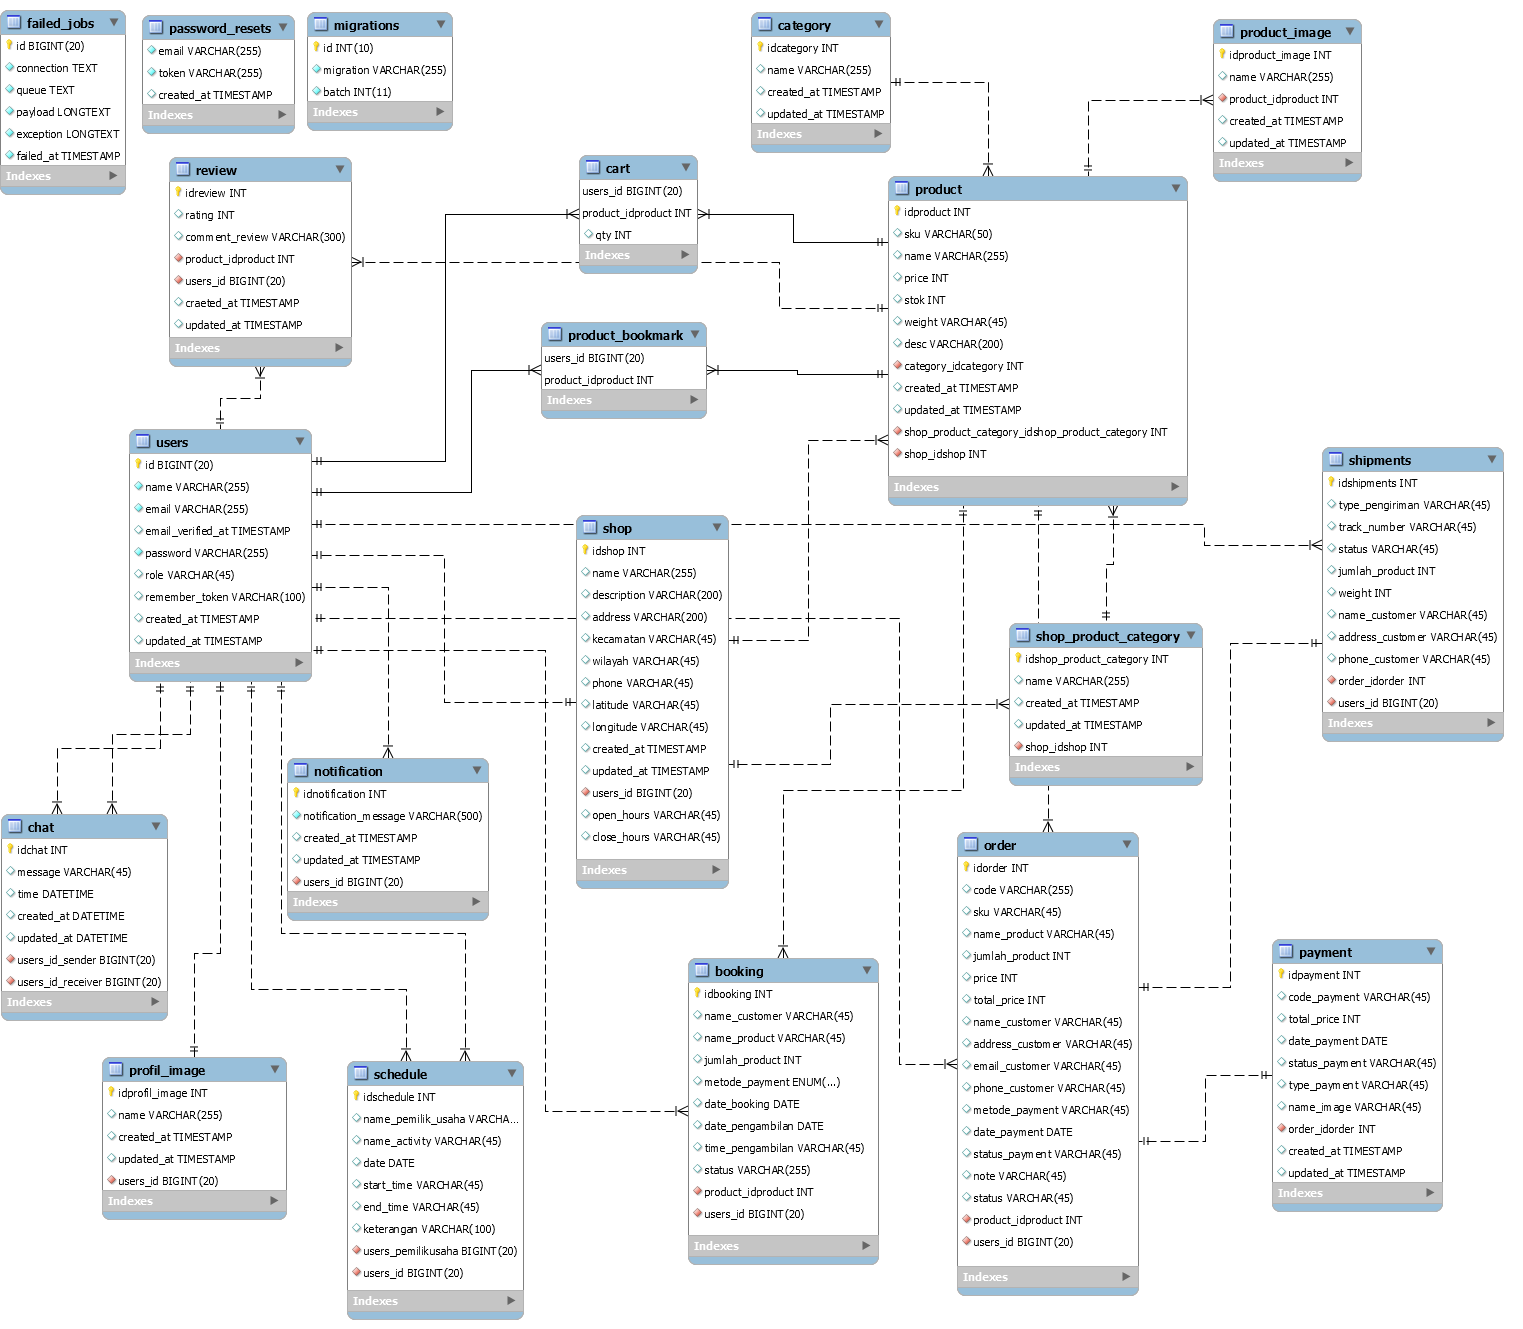 failed_jobs
id BIGINT(20)
connection TEXT
queue TEXT
payload LONGTEXT
exception LONGTEXT
failed_at TIMESTAMP
Indexes
password_resets
email VARCHAR(255)
token VARCHAR(255)
created_at TIMESTAMP
Indexes
migrations
id INT(10)
migration VARCHAR(255)
batch INT(11)
Indexes
category
idcategory INT
name VARCHAR(255)
created_at TIMESTAMP
updated_at TIMESTAMP
Indexes
product_image
idproduct_image INT
name VARCHAR(255)
product_idproduct INT
created_at TIMESTAMP
updated_at TIMESTAMP
Indexes
review
idreview INT
rating INT
comment_review VARCHAR(300)
product_idproduct INT
users_id BIGINT(20)
craeted_at TIMESTAMP
updated_at TIMESTAMP
Indexes
cart
users_id BIGINT(20)
product_idproduct INT
qty INT
Indexes
product
idproduct INT
sku VARCHAR(50)
name VARCHAR(255)
price INT
stok INT
weight VARCHAR(45)
desc VARCHAR(200)
category_idcategory INT
created_at TIMESTAMP
updated_at TIMESTAMP
shop_product_category_idshop_product_category INT
shop_idshop INT
Indexes
product_bookmark
users_id BIGINT(20)
product_idproduct INT
Indexes
users
id BIGINT(20)
name VARCHAR(255)
email VARCHAR(255)
email_verified_at TIMESTAMP
password VARCHAR(255)
role VARCHAR(45)
remember_token VARCHAR(100)
created_at TIMESTAMP
updated_at TIMESTAMP
Indexes
shop
idshop INT
name VARCHAR(255)
description VARCHAR(200)
address VARCHAR(200)
kecamatan VARCHAR(45)
wilayah VARCHAR(45)
phone VARCHAR(45)
latitude VARCHAR(45)
longitude VARCHAR(45)
created_at TIMESTAMP
updated_at TIMESTAMP
users_id BIGINT(20)
open_hours VARCHAR(45)
close_hours VARCHAR(45)
Indexes
shipments
idshipments INT
type_pengiriman VARCHAR(45)
track_number VARCHAR(45)
status VARCHAR(45)
jumlah_product INT
weight INT
name_customer VARCHAR(45)
address_customer VARCHAR(45)
phone_customer VARCHAR(45)
order_idorder INT
users_id BIGINT(20)
Indexes
shop_product_category
idshop_product_category INT
name VARCHAR(255)
created_at TIMESTAMP
updated_at TIMESTAMP
shop_idshop INT
Indexes
notification
idnotification INT
notification_message VARCHAR(500)
created_at TIMESTAMP
updated_at TIMESTAMP
users_id BIGINT(20)
Indexes
chat
idchat INT
message VARCHAR(45)
time DATETIME
created_at DATETIME
updated_at DATETIME
users_id_sender BIGINT(20)
users_id_receiver BIGINT(20)
Indexes
order
idorder INT
code VARCHAR(255)
sku VARCHAR(45)
name_product VARCHAR(45)
jumlah_product INT
price INT
total_price INT
name_customer VARCHAR(45)
address_customer VARCHAR(45)
email_customer VARCHAR(45)
phone_customer VARCHAR(45)
metode_payment VARCHAR(45)
date_payment DATE
status_payment VARCHAR(45)
note VARCHAR(45)
status VARCHAR(45)
product_idproduct INT
users_id BIGINT(20)
Indexes
payment
idpayment INT
code_payment VARCHAR(45)
total_price INT
date_payment DATE
status_payment VARCHAR(45)
type_payment VARCHAR(45)
name_image VARCHAR(45)
order_idorder INT
created_at TIMESTAMP
updated_at TIMESTAMP
Indexes
booking
idbooking INT
name_customer VARCHAR(45)
name_product VARCHAR(45)
jumlah_product INT
metode_payment ENUM(...)
date_booking DATE
date_pengambilan DATE
time_pengambilan VARCHAR(45)
status VARCHAR(255)
product_idproduct INT
users_id BIGINT(20)
Indexes
profil_image
idprofil_image INT
name VARCHAR(255)
created_at TIMESTAMP
updated_at TIMESTAMP
users_id BIGINT(20)
Indexes
schedule
idschedule INT
name_pemilik_usaha VARCHA...
name_activity VARCHAR(45)
date DATE
start_time VARCHAR(45)
end_time VARCHAR(45)
keterangan VARCHAR(100)
users_pemilikusaha BIGINT(20)
users_id BIGINT(20)
Indexes